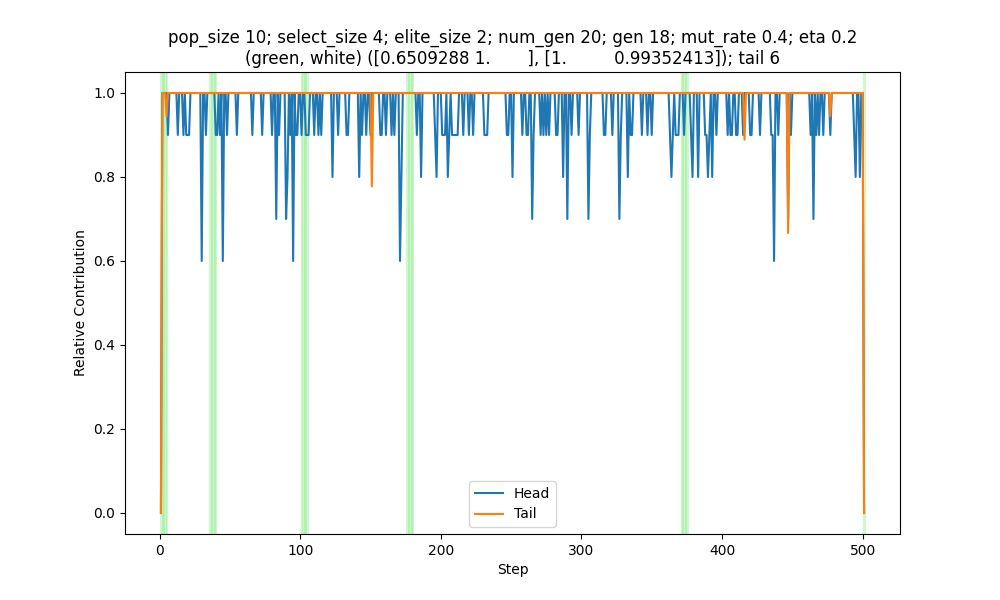 pop_size 10; select_size 4; elite_size 2; num_gen 20; gen 18; mut_rate 0.4; eta 0.2
(green, white) ([0.6509288 1.        ], [1.         0.99352413]); tail 6
Relative Contribution
1.0
0.8
0.6
0.4
0.2
0.0
Head
Tail
0 100 200 300 400 500
Step